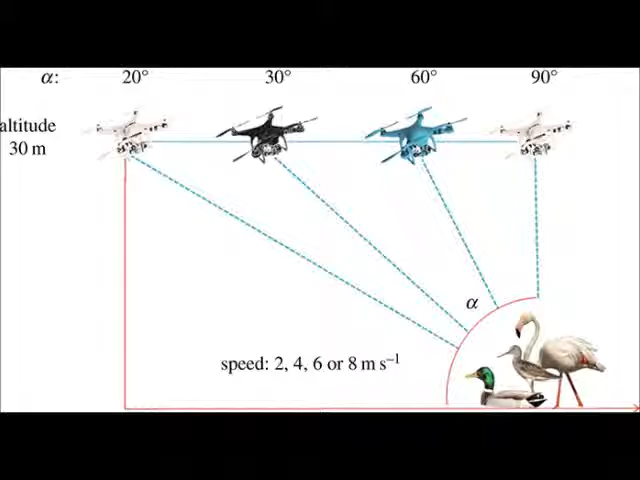 α: 20° 30° 60° 90°
altitude
30 m
α
speed: 2, 4, 6 or 8 m s⁻¹